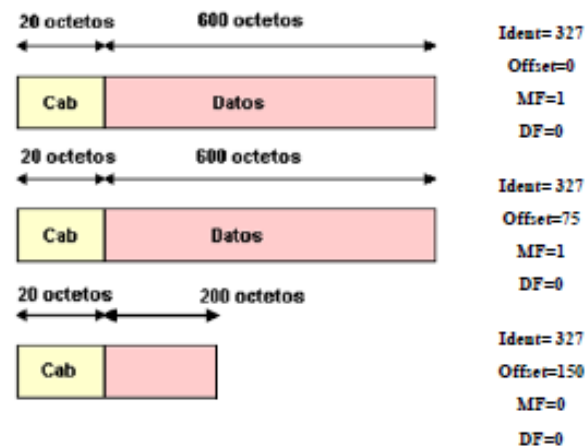 20 octetos 600 octetos
Ident= 327
Offset=0
MF=1
DF=0
Cab Datos
20 octetos 600 octetos
Ident= 327
Offset=75
MF=1
DF=0
Cab Datos
20 octetos 200 octetos
Ident= 327
Offset=150
MF=0
DF=0
Cab